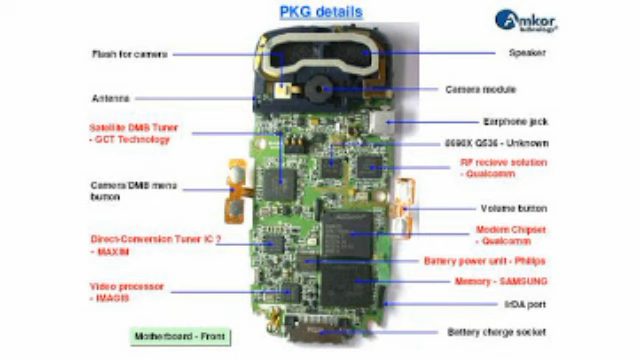 PKG details
Amkor
Technology
Flash for camera
Speaker
Camera module
Antenna
Earphone jack
Satellite DMB Tuner
- GCT Technology
8698X Q536 - Unknown
RF recieve solution
- Qualcomm
Camera/DMB menu
button
Volume button
Modem Chipset
- Qualcomm
Direct-Conversion Tuner IC ?
- MAXIM
Battery power unit - Philips
Memory - SAMSUNG
Video processor
- IMAGIS
IrDA port
Motherboard - Front
Battery charge socket